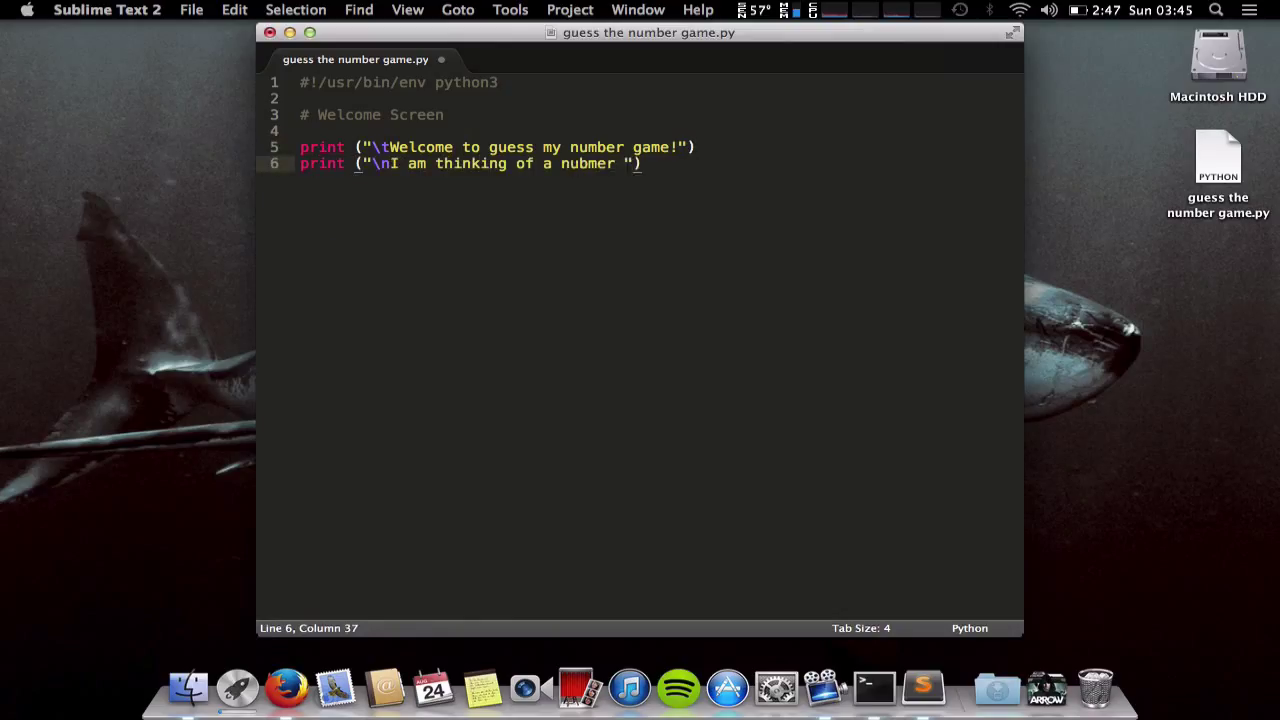 Sublime Text 2 File Edit Selection Find View Goto Tools Project Window Help 57° 2:47 Sun 03:45
guess the number game.py
guess the number game.py
1 #!/usr/bin/env python3
2
3 # Welcome Screen
4
5 print ("\tWelcome to guess my number game!")
6 print ("\nI am thinking of a nubmer ")
Line 6, Column 37 Tab Size: 4 Python
Macintosh HDD
PYTHON
guess the
number game.py
AUG
24
ARROW